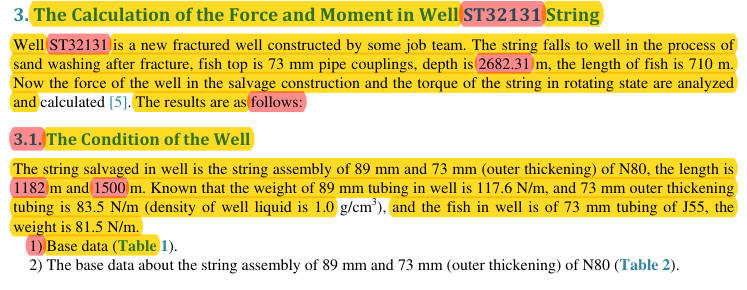 3. The Calculation of the Force and Moment in Well ST32131 String
Well ST32131 is a new fractured well constructed by some job team. The string falls to well in the process of
sand washing after fracture, fish top is 73 mm pipe couplings, depth is 2682.31 m, the length of fish is 710 m.
Now the force of the well in the salvage construction and the torque of the string in rotating state are analyzed
and calculated [5]. The results are as follows:
3.1. The Condition of the Well
The string salvaged in well is the string assembly of 89 mm and 73 mm (outer thickening) of N80, the length is
1182 m and 1500 m. Known that the weight of 89 mm tubing in well is 117.6 N/m, and 73 mm outer thickening
tubing is 83.5 N/m (density of well liquid is 1.0 g/cm³), and the fish in well is of 73 mm tubing of J55, the
weight is 81.5 N/m.
1) Base data (Table 1).
2) The base data about the string assembly of 89 mm and 73 mm (outer thickening) of N80 (Table 2).